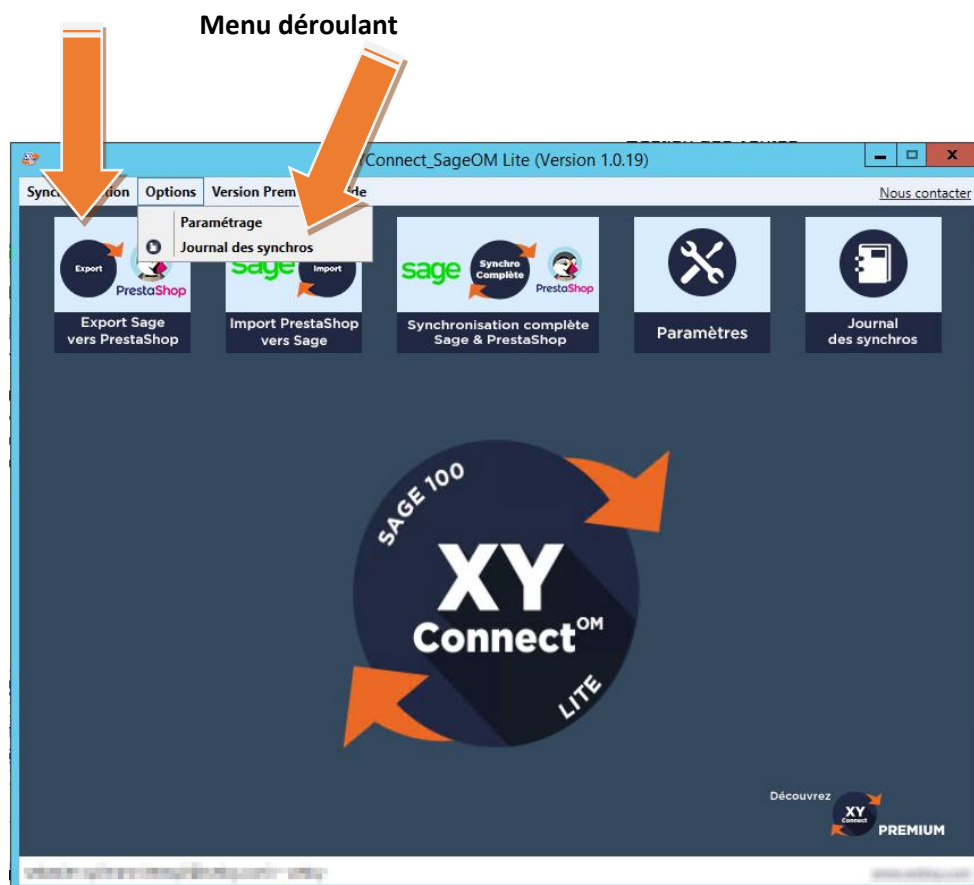 Menu déroulant
Connect_SageOM Lite (Version 1.0.19)
Options Version Nous contacter
Paramétrage
Journal des synchros
Export
PrestaShop
sage
Import
sage
Synchro
Complète
PrestaShop
Export Sage
vers PrestaShop
Import PrestaShop
vers Sage
Synchronisation complète
Sage & PrestaShop
Paramètres
Journal
des synchros
SAGE 100
XY
Connect OM
LITE
Découvrez
XY
Connect
PREMIUM